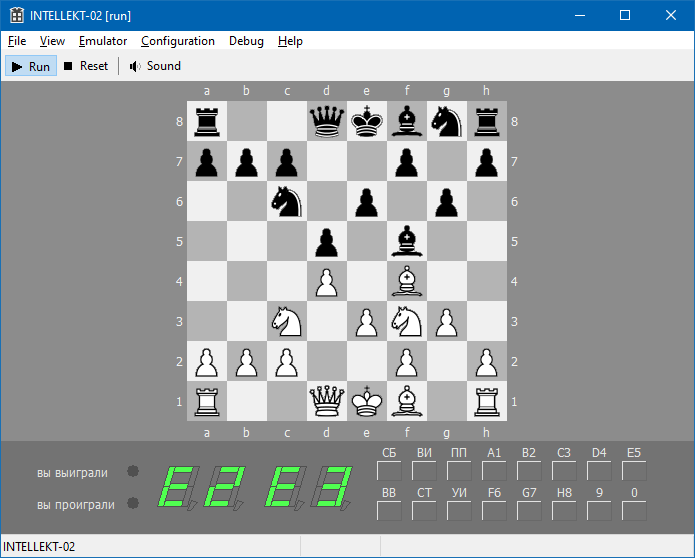 INTELLEKT-02 [run]
File View Emulator Configuration Debug Help
Run Reset Sound
a b c d e f g h
8 8
7 7
6 6
5 5
4 4
3 3
2 2
1 1
a b c d e f g h
вы выиграли
вы проиграли
E2 E3
СБ ВИ ПП A1 B2 C3 D4 E5
ВВ СТ УИ F6 G7 H8 9 0
INTELLEKT-02